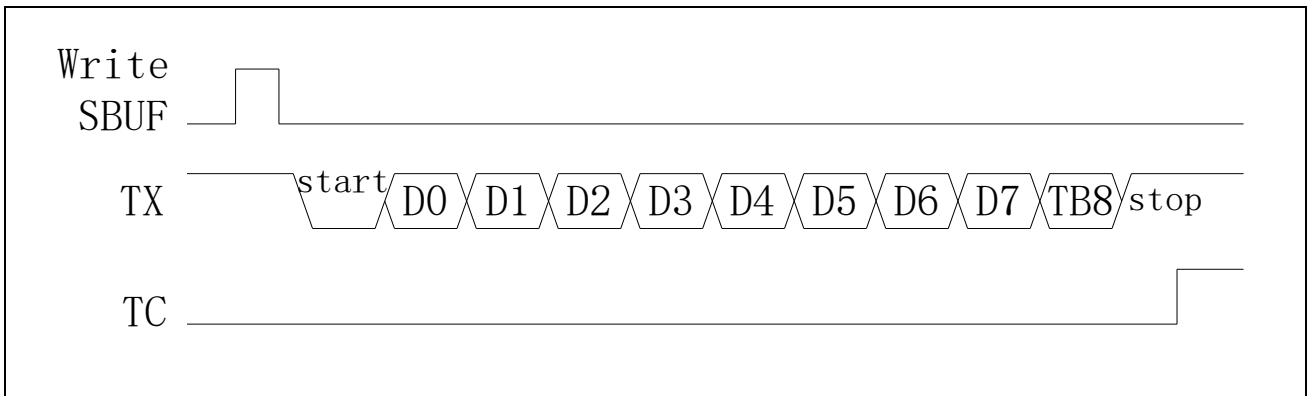 Write
SBUF
TX start D0 D1 D2 D3 D4 D5 D6 D7 TB8 stop
TC